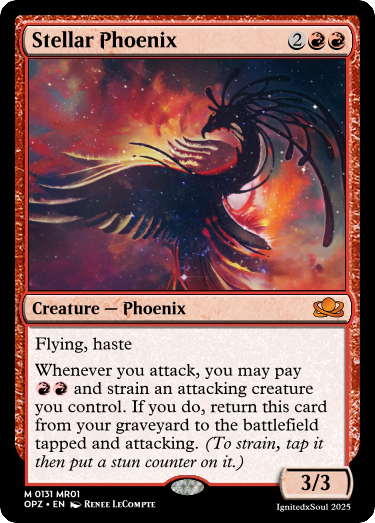 Stellar Phoenix 2
Creature — Phoenix
Flying, haste
Whenever you attack, you may pay
and strain an attacking creature
you control. If you do, return this card
from your graveyard to the battlefield
tapped and attacking. (To strain, tap it
then put a stun counter on it.)
3/3
M 0131 MR01
OPZ • EN Renee LeCompte
IgnitedxSoul 2025